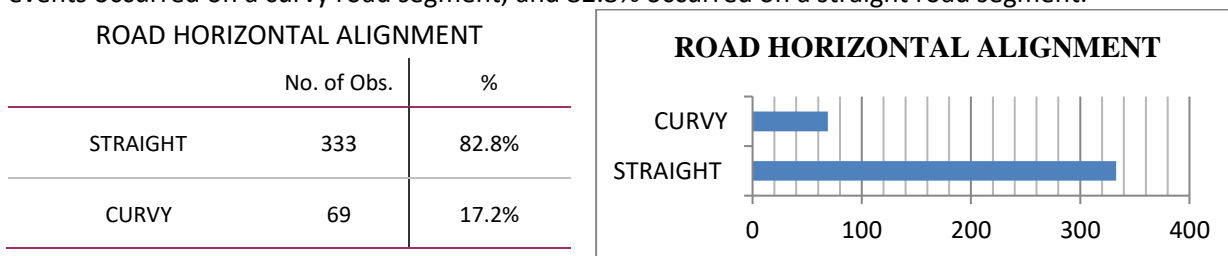 events occurred on a curvy road segment, and 82.8% occurred on a straight road segment.
ROAD HORIZONTAL ALIGNMENT
No. of Obs. %
STRAIGHT 333 82.8%
CURVY 69 17.2%
ROAD HORIZONTAL ALIGNMENT
CURVY
STRAIGHT
0 100 200 300 400